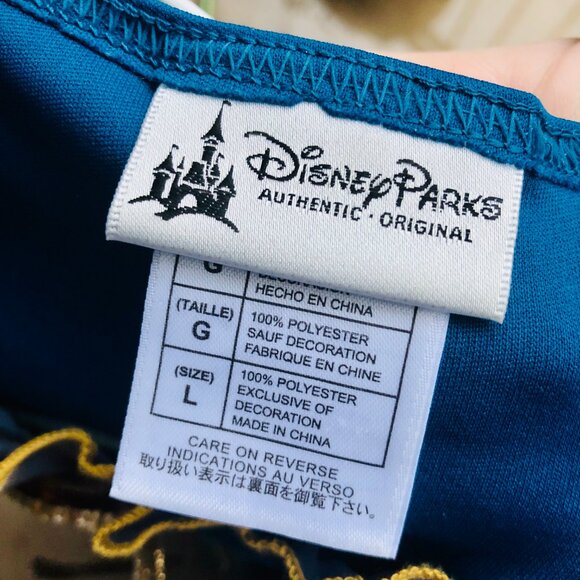 DISNEY PARKS
AUTHENTIC · ORIGINAL
G
HECHO EN CHINA
(TAILLE)
G
100% POLYESTER
SAUF DECORATION
FABRIQUE EN CHINE
(SIZE)
L
100% POLYESTER
EXCLUSIVE OF
DECORATION
MADE IN CHINA
CARE ON REVERSE
INDICATIONS AU VERSO
取り扱い表示は裏面を御覧下さい。